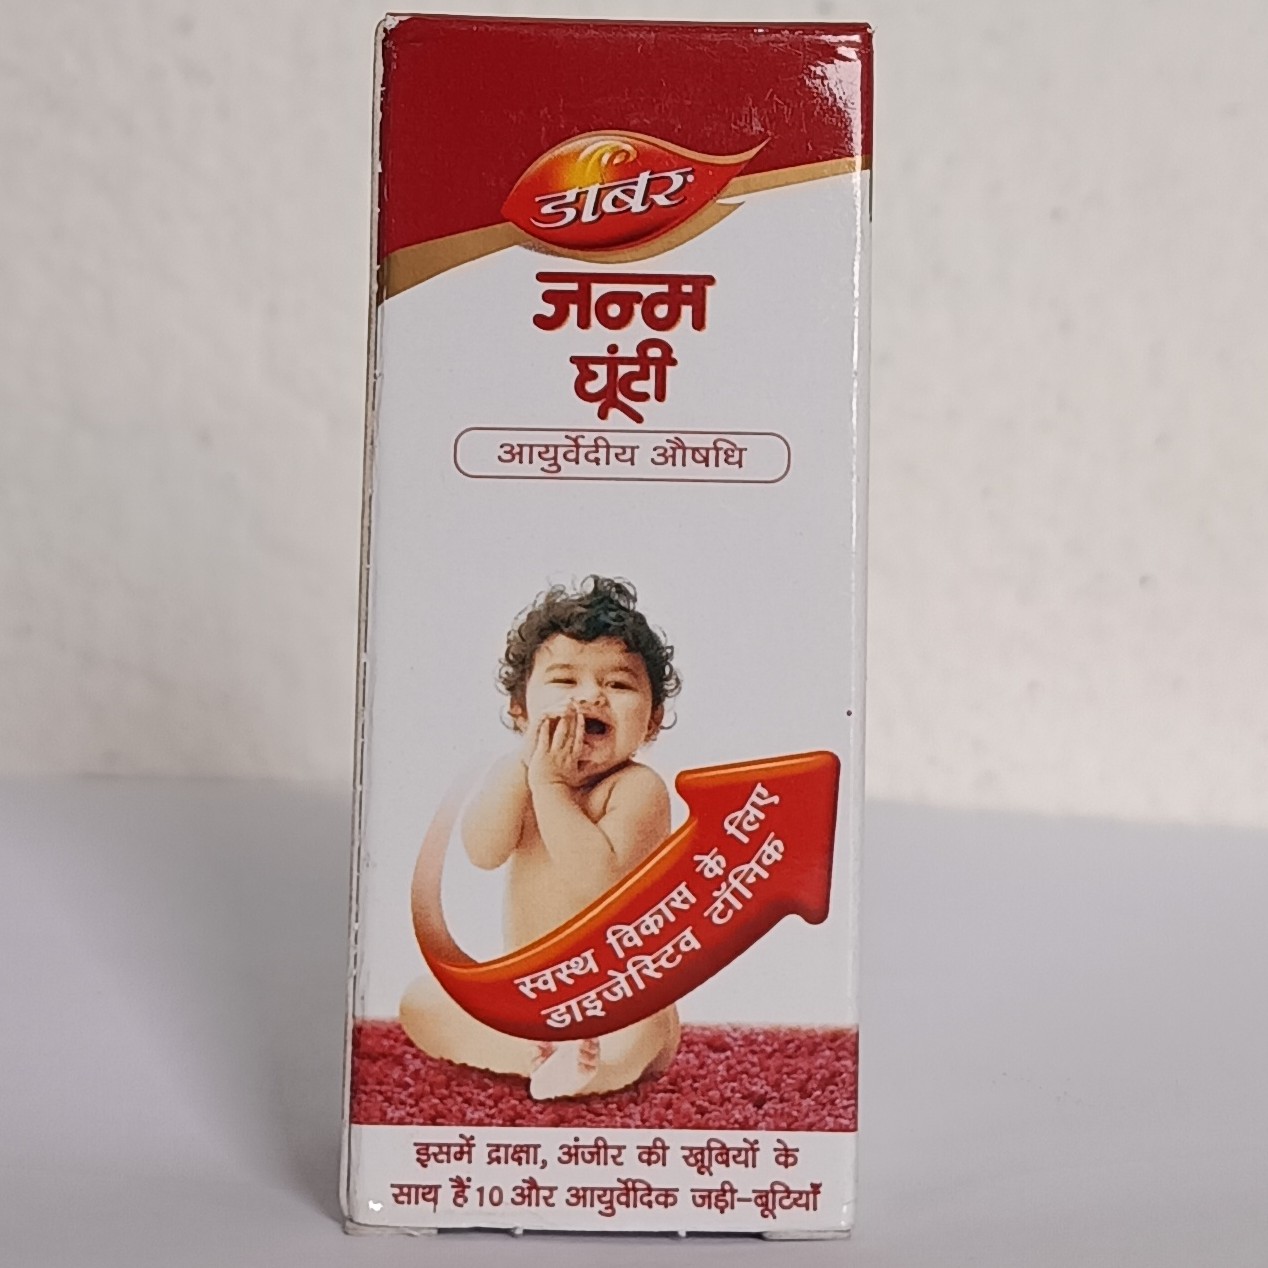 डाबर
जन्म
घूंटी
आयुर्वेदीय औषधि
स्वस्थ विकास के लिए
डाइजेस्टिव टॉनिक
इसमें द्राक्षा, अंजीर की खूबियों के
साथ हैं 10 और आयुर्वेदिक जड़ी-बूटियाँ